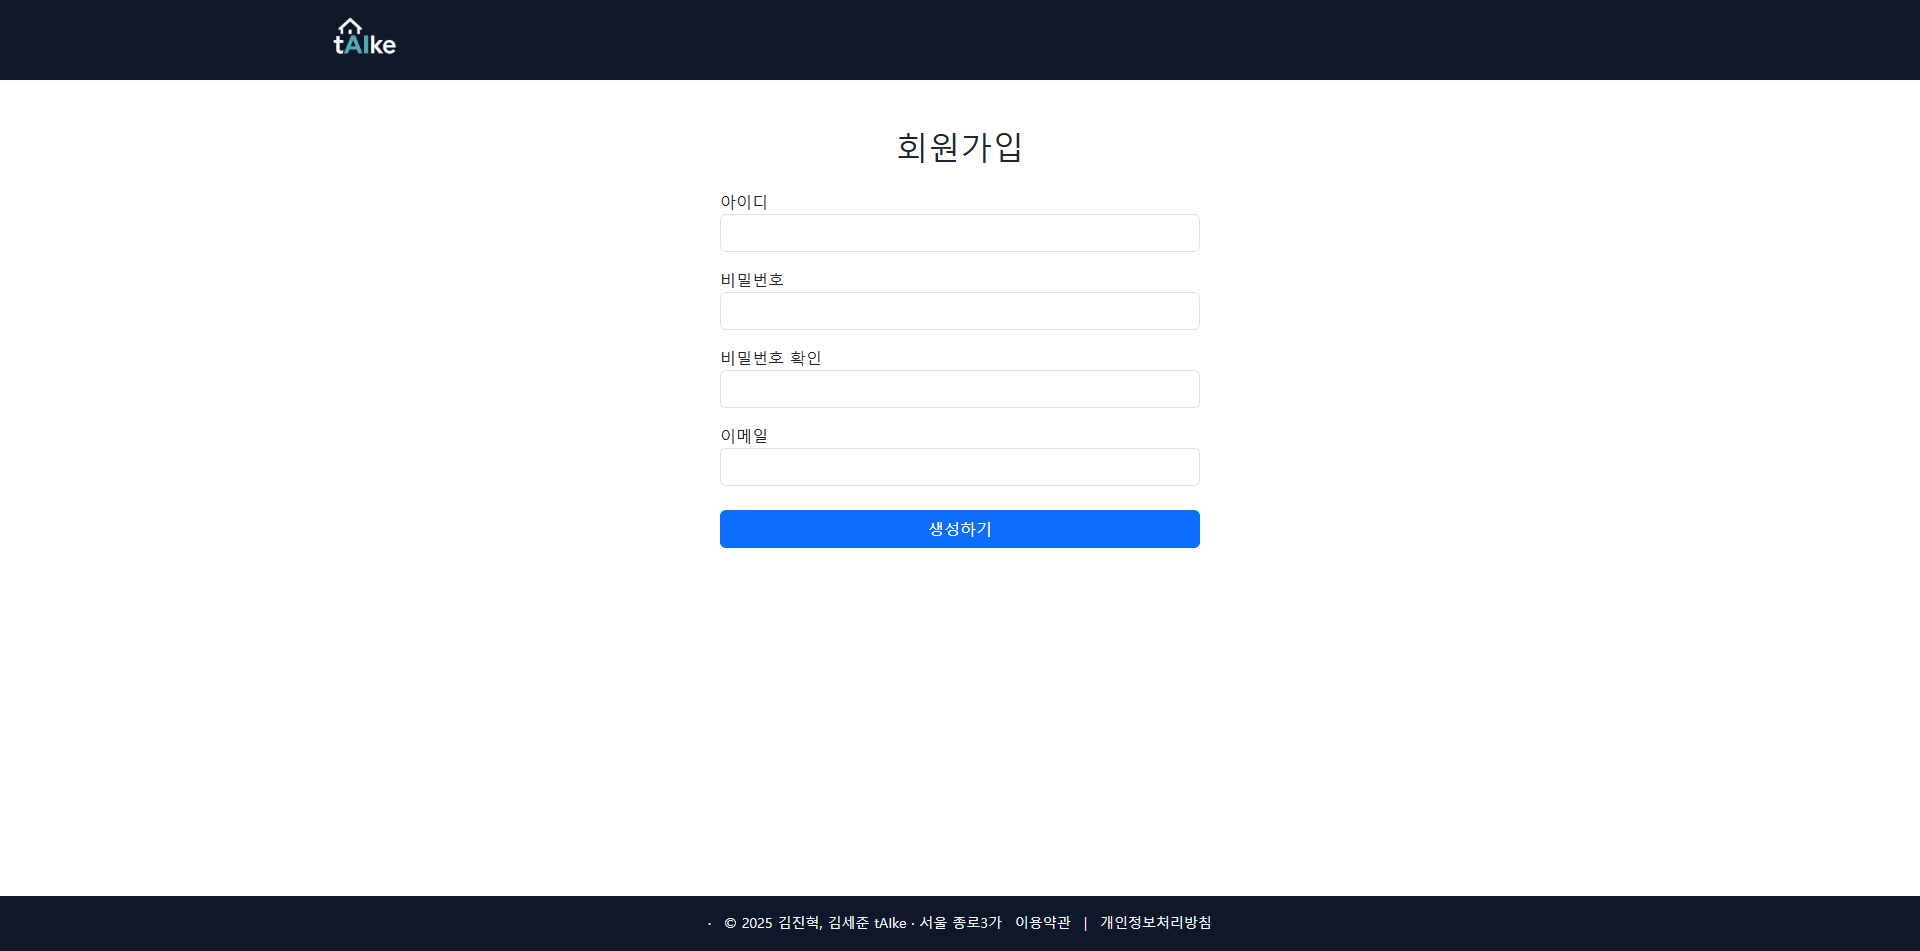 tAIke
회원가입
아이디
비밀번호
비밀번호 확인
이메일
생성하기
· © 2025 김진혁, 김세준 tAIke · 서울 종로3가 이용약관 | 개인정보처리방침